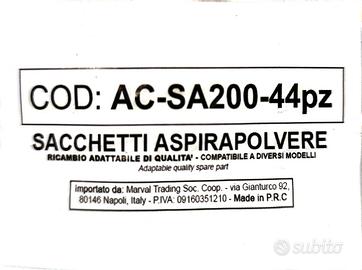 COD: AC-SA200-44pz
SACCHETTI ASPIRAPOLVERE
RICAMBIO ADATTABILE DI QUALITA' - COMPATIBILE A DIVERSI MODELLI
Adaptable quality spare part
Importato da: Marval Trading Soc. Coop. - via Gianturco 92,
80146 Napoli, Italy - P.IVA: 09160351210 - Made in P.R.C
subito